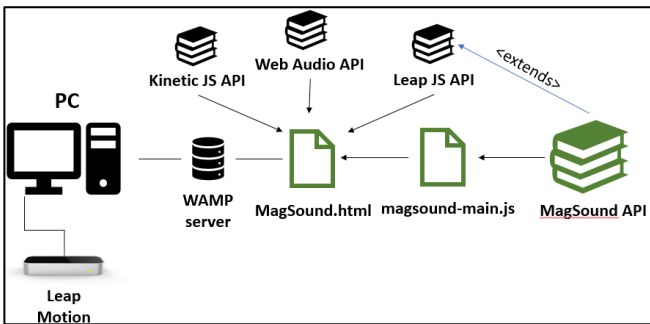 Web Audio API
Kinetic JS API
Leap JS API
<extends>
PC
WAMP
server
MagSound.html
magsound-main.js
MagSound API
Leap
Motion